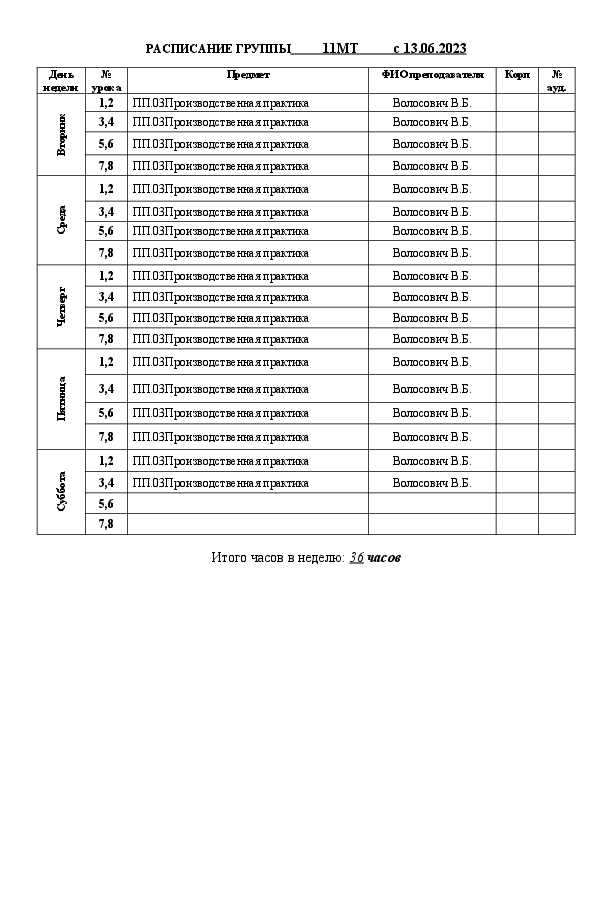 РАСПИСАНИЕ ГРУППЫ 11МТ с 13.06.2023
День недели № урока Предмет ФИО преподавателя Корп № ауд.
Вторник
1,2 ПП.03Производственная практика Волосович В.Б.
3,4 ПП.03Производственная практика Волосович В.Б.
5,6 ПП.03Производственная практика Волосович В.Б.
7,8 ПП.03Производственная практика Волосович В.Б.
Среда
1,2 ПП.03Производственная практика Волосович В.Б.
3,4 ПП.03Производственная практика Волосович В.Б.
5,6 ПП.03Производственная практика Волосович В.Б.
7,8 ПП.03Производственная практика Волосович В.Б.
Четверг
1,2 ПП.03Производственная практика Волосович В.Б.
3,4 ПП.03Производственная практика Волосович В.Б.
5,6 ПП.03Производственная практика Волосович В.Б.
7,8 ПП.03Производственная практика Волосович В.Б.
Пятница
1,2 ПП.03Производственная практика Волосович В.Б.
3,4 ПП.03Производственная практика Волосович В.Б.
5,6 ПП.03Производственная практика Волосович В.Б.
7,8 ПП.03Производственная практика Волосович В.Б.
Суббота
1,2 ПП.03Производственная практика Волосович В.Б.
3,4 ПП.03Производственная практика Волосович В.Б.
5,6
7,8
Итого часов в неделю: 36 часов